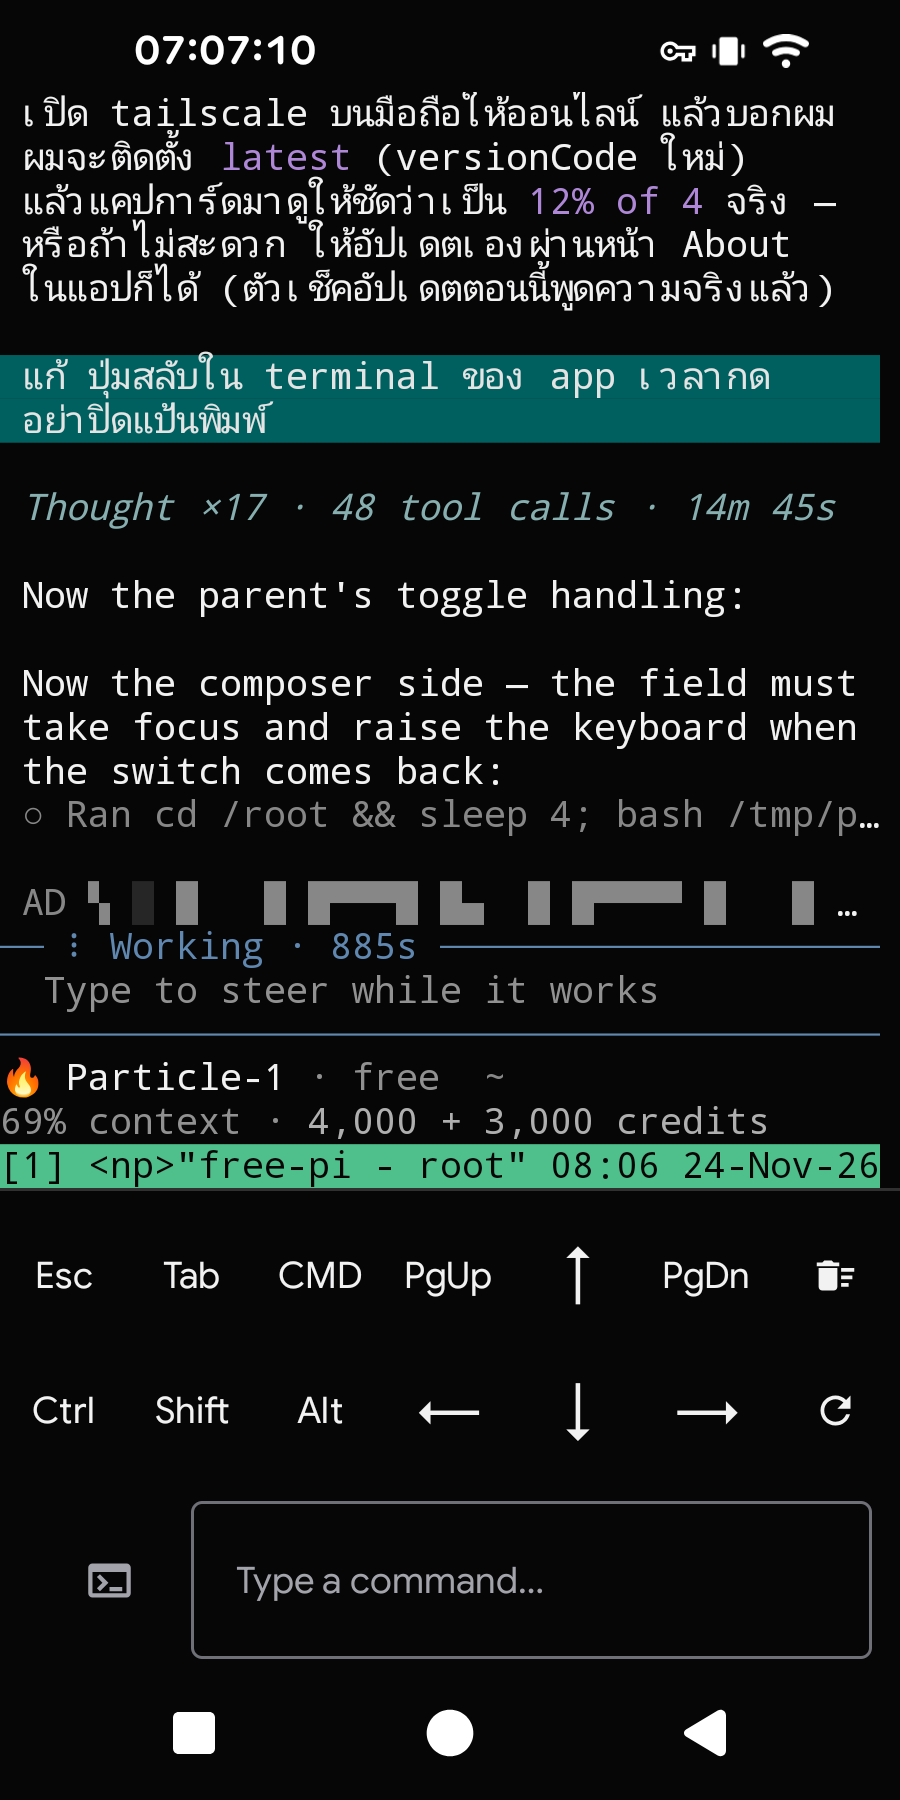 07:07:10
เปิด tailscale บนมือถือให้ออนไลน์ แล้วบอกผม
ผมจะติดตั้ง latest (versionCode ใหม่)
แล้วแคปการ์ดมาดูให้ชัดว่าเป็น 12% of 4 จริง —
หรือถ้าไม่สะดวก ให้อัปเดตเองผ่านหน้า About
ในแอปก็ได้ (ตัวเช็คอัปเดตตอนนี้พูดความจริงแล้ว)
แก้ ปุ่มสลับใน terminal ของ app เวลากด
อย่าปิดแป้นพิมพ์
Thought ×17 · 48 tool calls · 14m 45s
Now the parent's toggle handling:
Now the composer side — the field must
take focus and raise the keyboard when
the switch comes back:
○ Ran cd /root && sleep 4; bash /tmp/p…
AD …
Working · 885s
Type to steer while it works
🔥 Particle-1 · free ~
69% context · 4,000 + 3,000 credits
[1] <np>"free-pi - root" 08:06 24-Nov-26
Esc Tab CMD PgUp ↑ PgDn
Ctrl Shift Alt ← ↓ →
Type a command...